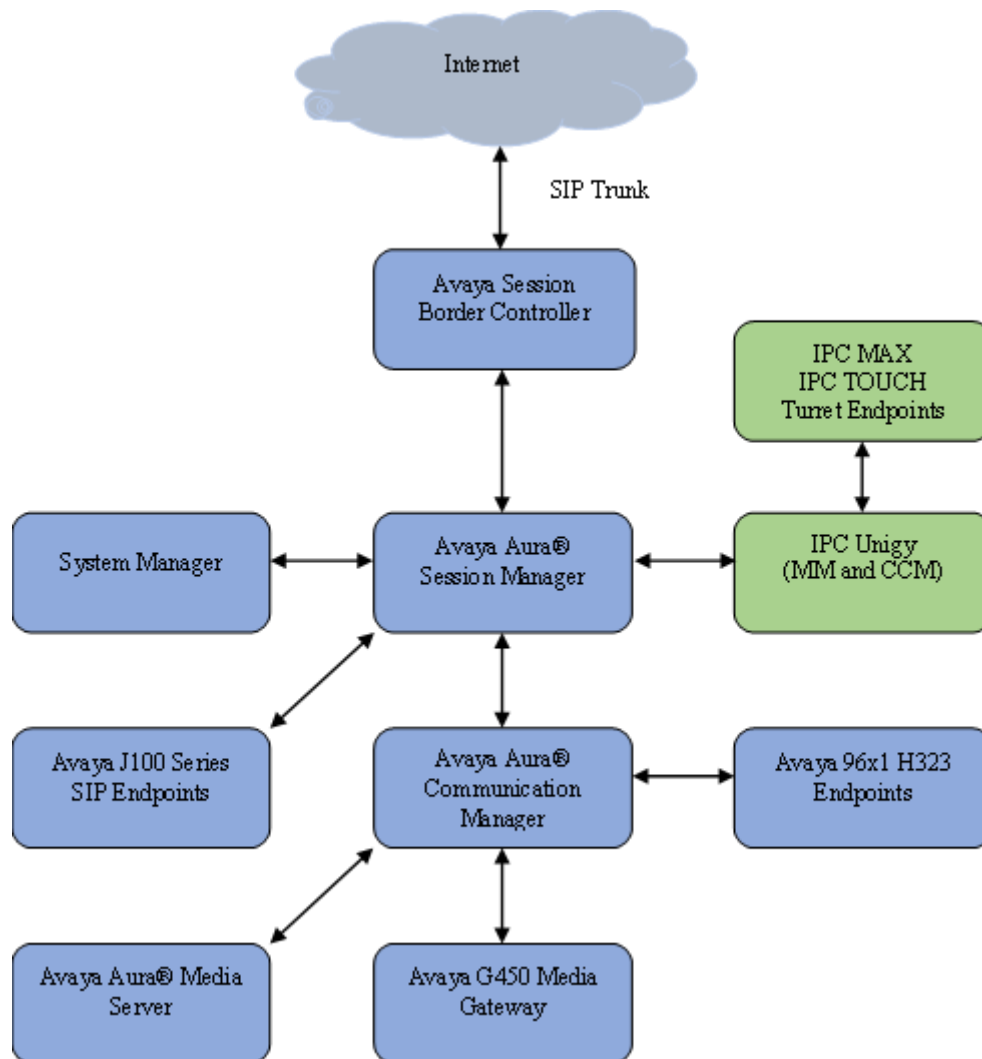 Internet
SIP Trunk
Avaya Session
Border Controller
IPC MAX
IPC TOUCH
Turret Endpoints
System Manager
Avaya Aura®
Session Manager
IPC Unigy
(MM and CCM)
Avaya J100 Series
SIP Endpoints
Avaya Aura®
Communication
Manager
Avaya 96x1 H323
Endpoints
Avaya Aura® Media
Server
Avaya G450 Media
Gateway